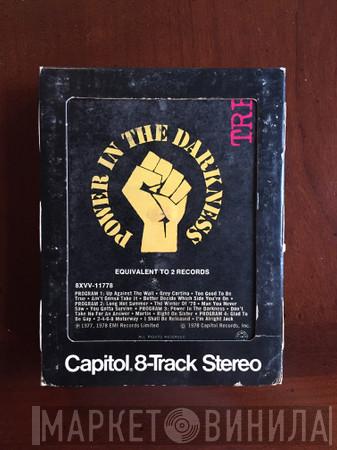 POWER IN THE DARKNESS
TR
EQUIVALENT TO 2 RECORDS
8XVV-11778
PROGRAM 1: Up Against The Wall • Grey Cortina • Too Good To Be
True • Ain't Gonna Take It • Better Decide Which Side You're On •
PROGRAM 2: Long Hot Summer • The Winter Of '79 • Man You Never
Saw • You Gotta Survive • PROGRAM 3: Power In The Darkness • Don't
Take No For An Answer • Martin • Right On Sister • PROGRAM 4: Glad To
Be Gay • 2-4-6-8 Motorway • I Shall Be Released • I'm Alright Jack
℗ 1977, 1978 EMI Records Limited © 1978 Capitol Records, Inc.
ALL RIGHTS RESERVED
Capitol. 8-Track Stereo
МАРКЕТ ВИНИЛА